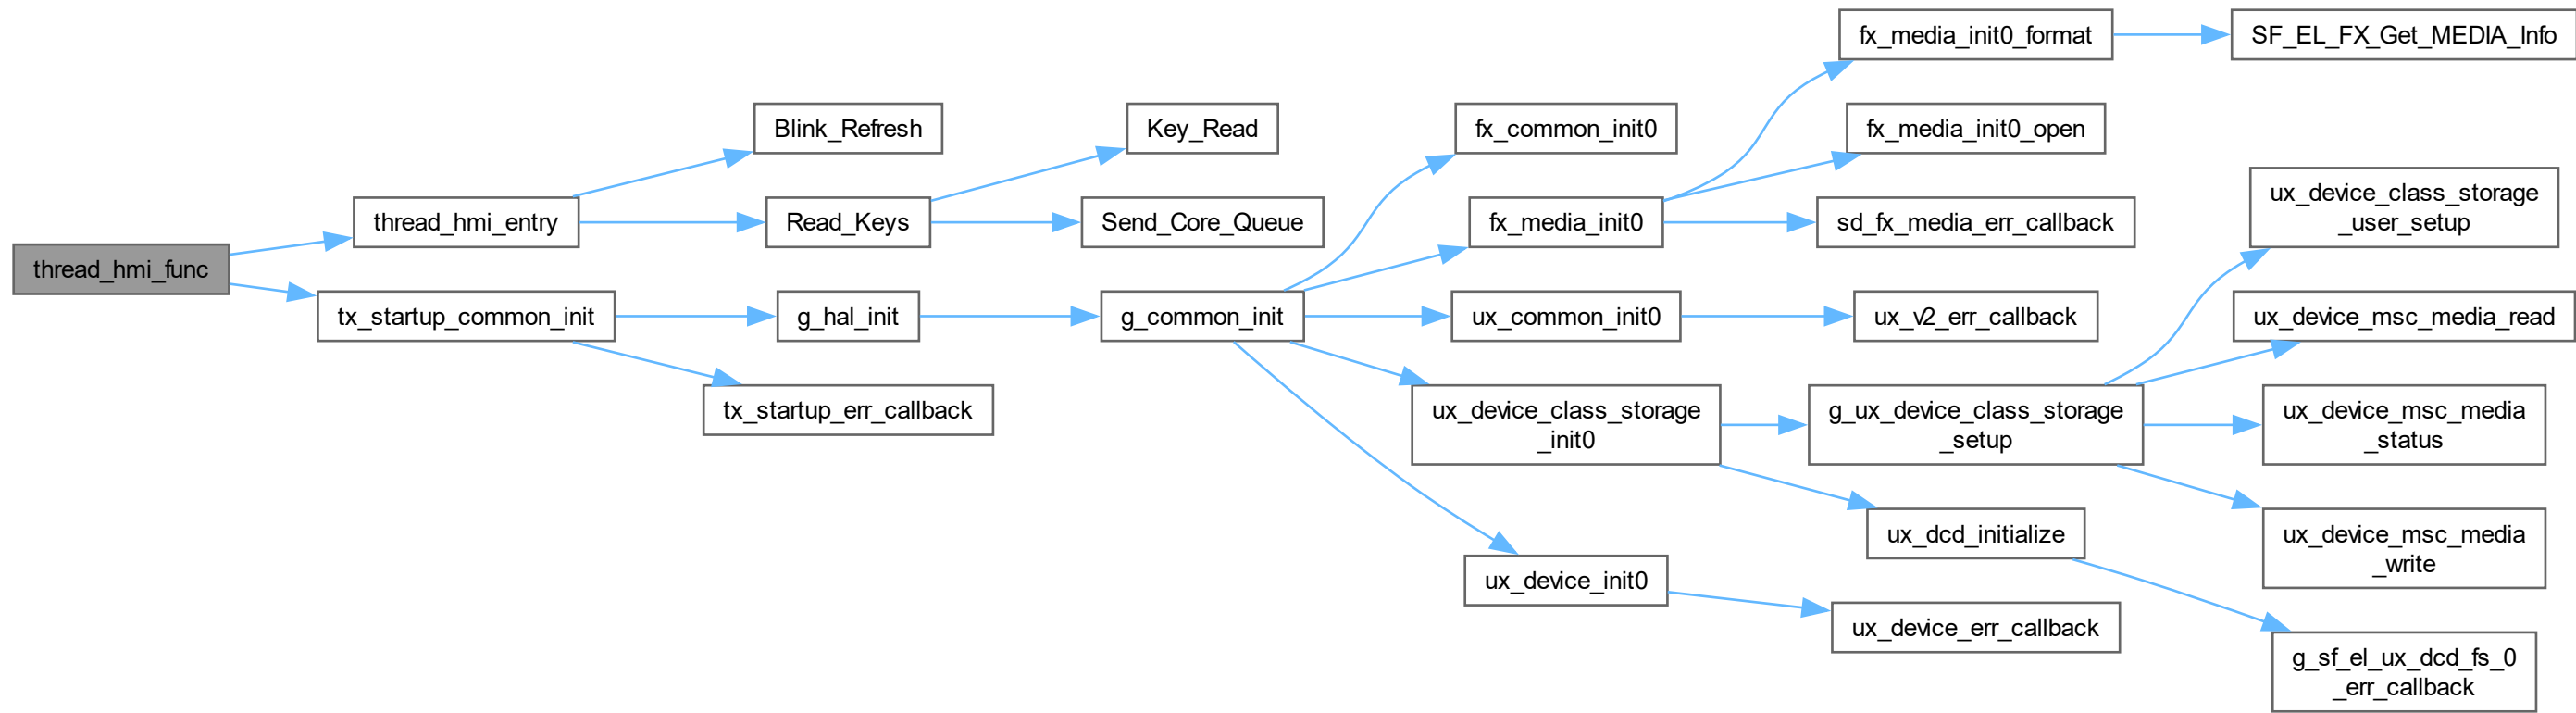 thread_hmi_func
thread_hmi_entry
Blink_Refresh
Read_Keys
Key_Read
Send_Core_Queue
tx_startup_common_init
g_hal_init
g_common_init
fx_common_init0
fx_media_init0
fx_media_init0_format
SF_EL_FX_Get_MEDIA_Info
fx_media_init0_open
sd_fx_media_err_callback
ux_common_init0
ux_v2_err_callback
ux_device_class_storage
_init0
g_ux_device_class_storage
_setup
ux_device_class_storage
_user_setup
ux_device_msc_media_read
ux_device_msc_media
_status
ux_device_msc_media
_write
ux_dcd_initialize
g_sf_el_ux_dcd_fs_0
_err_callback
ux_device_init0
ux_device_err_callback
tx_startup_err_callback